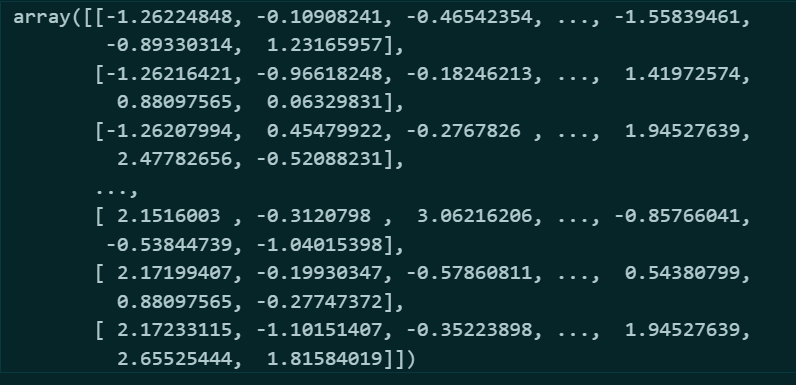 array([[-1.26224848, -0.10908241, -0.46542354, ..., -1.55839461,
        -0.89330314,  1.23165957],
       [-1.26216421, -0.96618248, -0.18246213, ...,  1.41972574,
         0.88097565,  0.06329831],
       [-1.26207994,  0.45479922, -0.2767826 , ...,  1.94527639,
         2.47782656, -0.52088231],
       ...,
       [ 2.1516003 , -0.3120798 ,  3.06216206, ..., -0.85766041,
        -0.53844739, -1.04015398],
       [ 2.17199407, -0.19930347, -0.57860811, ...,  0.54380799,
         0.88097565, -0.27747372],
       [ 2.17233115, -1.10151407, -0.35223898, ...,  1.94527639,
         2.65525444,  1.81584019]])